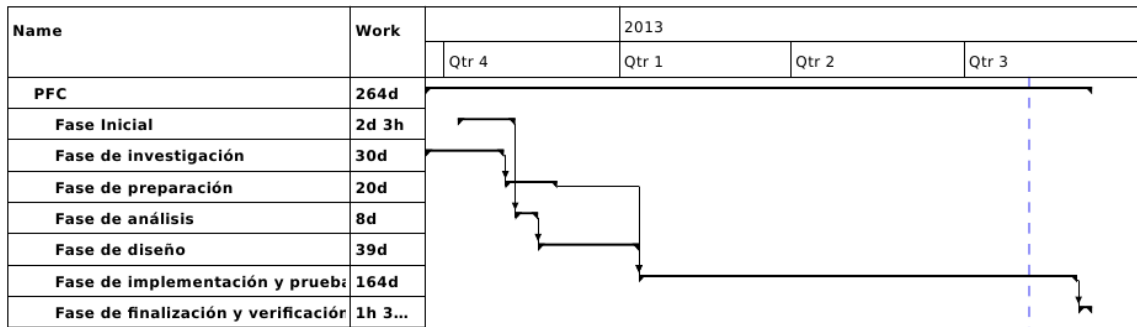 Name Work 2013
Qtr 4 Qtr 1 Qtr 2 Qtr 3
PFC 264d
Fase Inicial 2d 3h
Fase de investigación 30d
Fase de preparación 20d
Fase de análisis 8d
Fase de diseño 39d
Fase de implementación y prueba 164d
Fase de finalización y verificación 1h 3...